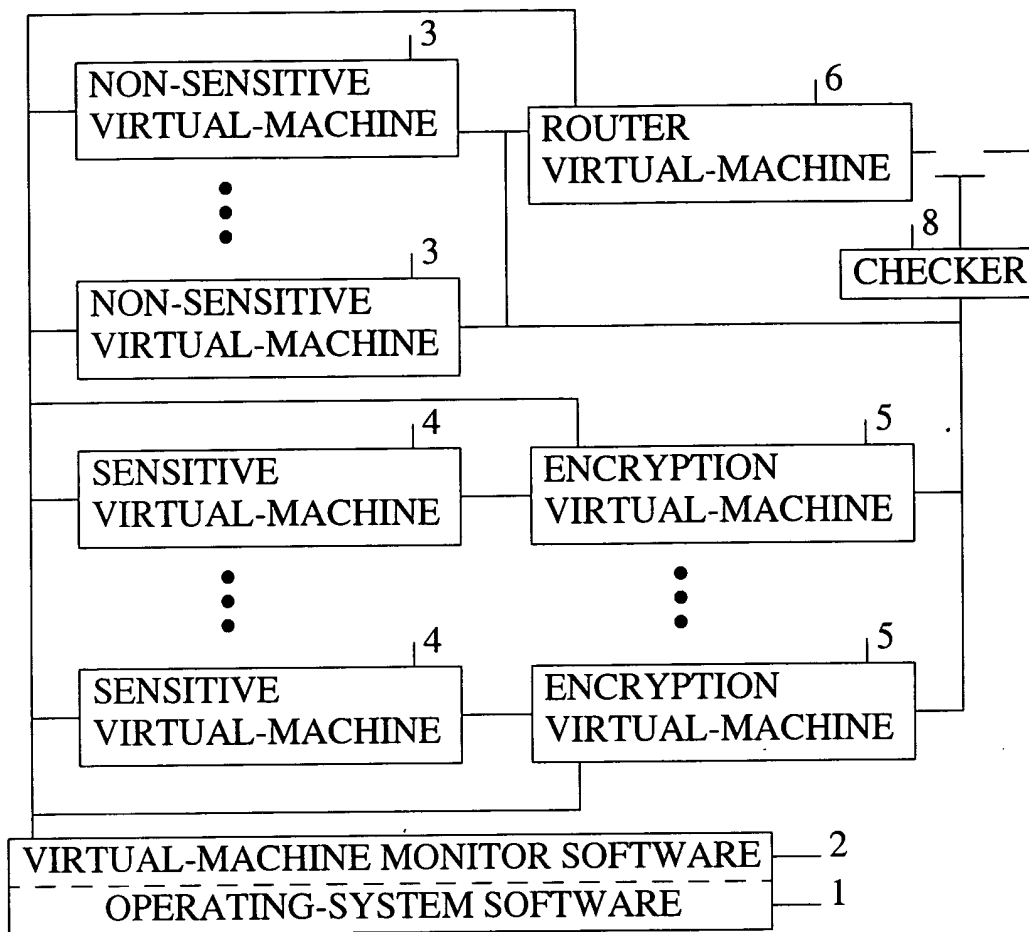 3
NON-SENSITIVE
VIRTUAL-MACHINE
6
ROUTER
VIRTUAL-MACHINE
3
NON-SENSITIVE
VIRTUAL-MACHINE
8
CHECKER
4
SENSITIVE
VIRTUAL-MACHINE
5
ENCRYPTION
VIRTUAL-MACHINE
4
SENSITIVE
VIRTUAL-MACHINE
5
ENCRYPTION
VIRTUAL-MACHINE
VIRTUAL-MACHINE MONITOR SOFTWARE
2
OPERATING-SYSTEM SOFTWARE
1